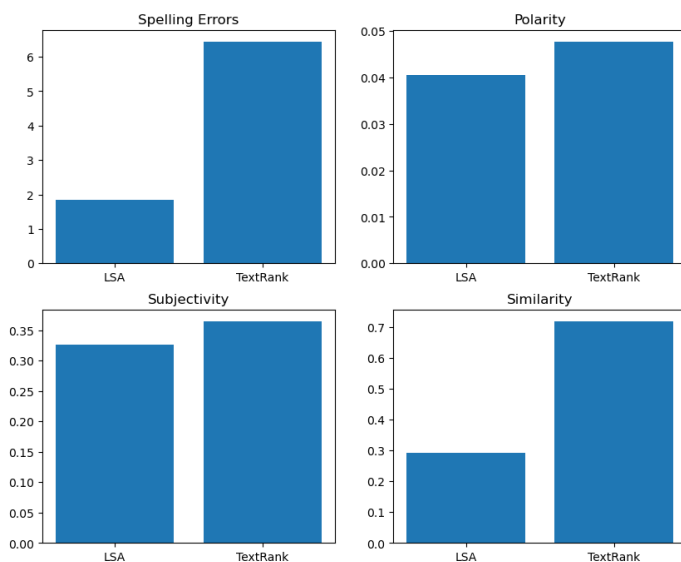 Spelling Errors
6
5
4
3
2
1
0
LSA
TextRank
Polarity
0.05
0.04
0.03
0.02
0.01
0.00
LSA
TextRank
Subjectivity
0.35
0.30
0.25
0.20
0.15
0.10
0.05
0.00
LSA
TextRank
Similarity
0.7
0.6
0.5
0.4
0.3
0.2
0.1
0.0
LSA
TextRank